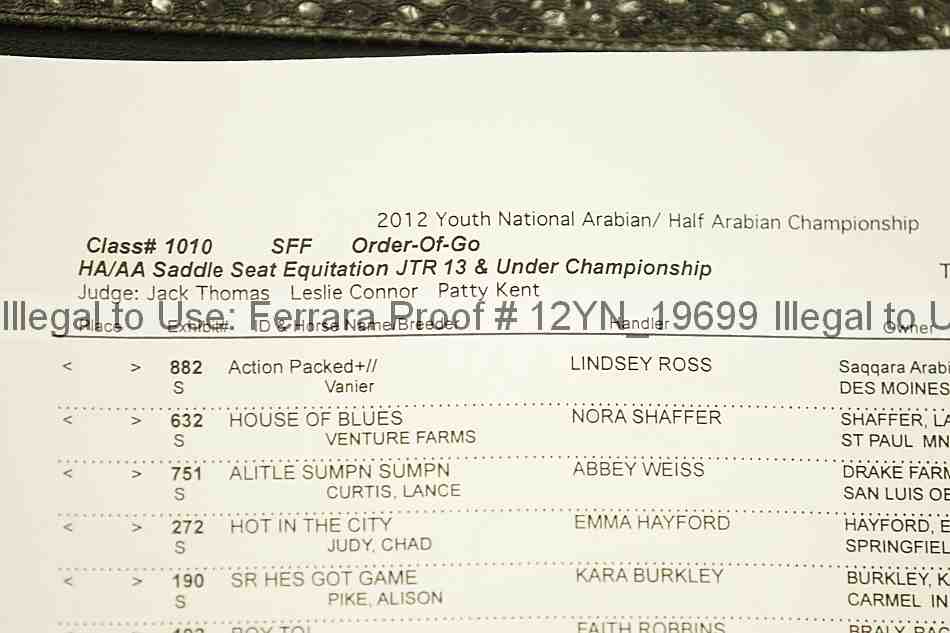 2012 Youth National Arabian/ Half Arabian Championship
Class# 1010 SFF Order-Of-Go
HA/AA Saddle Seat Equitation JTR 13 & Under Championship T
Judge: Jack Thomas Leslie Connor Patty Kent
Illegal to Use: Ferrara Proof # 12YN_19699 Illegal to U
Place Exhibit#. ID & Horse Name/Breeder Handler Owner
< > 882 Action Packed+// LINDSEY ROSS Saqqara Arabi
S Vanier DES MOINES
< > 632 HOUSE OF BLUES NORA SHAFFER SHAFFER, LA
S VENTURE FARMS ST PAUL MN
< > 751 ALITLE SUMPN SUMPN ABBEY WEISS DRAKE FARM
S CURTIS, LANCE SAN LUIS OB
< > 272 HOT IN THE CITY EMMA HAYFORD HAYFORD, E
S JUDY, CHAD SPRINGFIEL
< > 190 SR HES GOT GAME KARA BURKLEY BURKLEY, K
S PIKE, ALISON CARMEL IN
BOY TOI FAITH ROBBINS BRALY, PAG